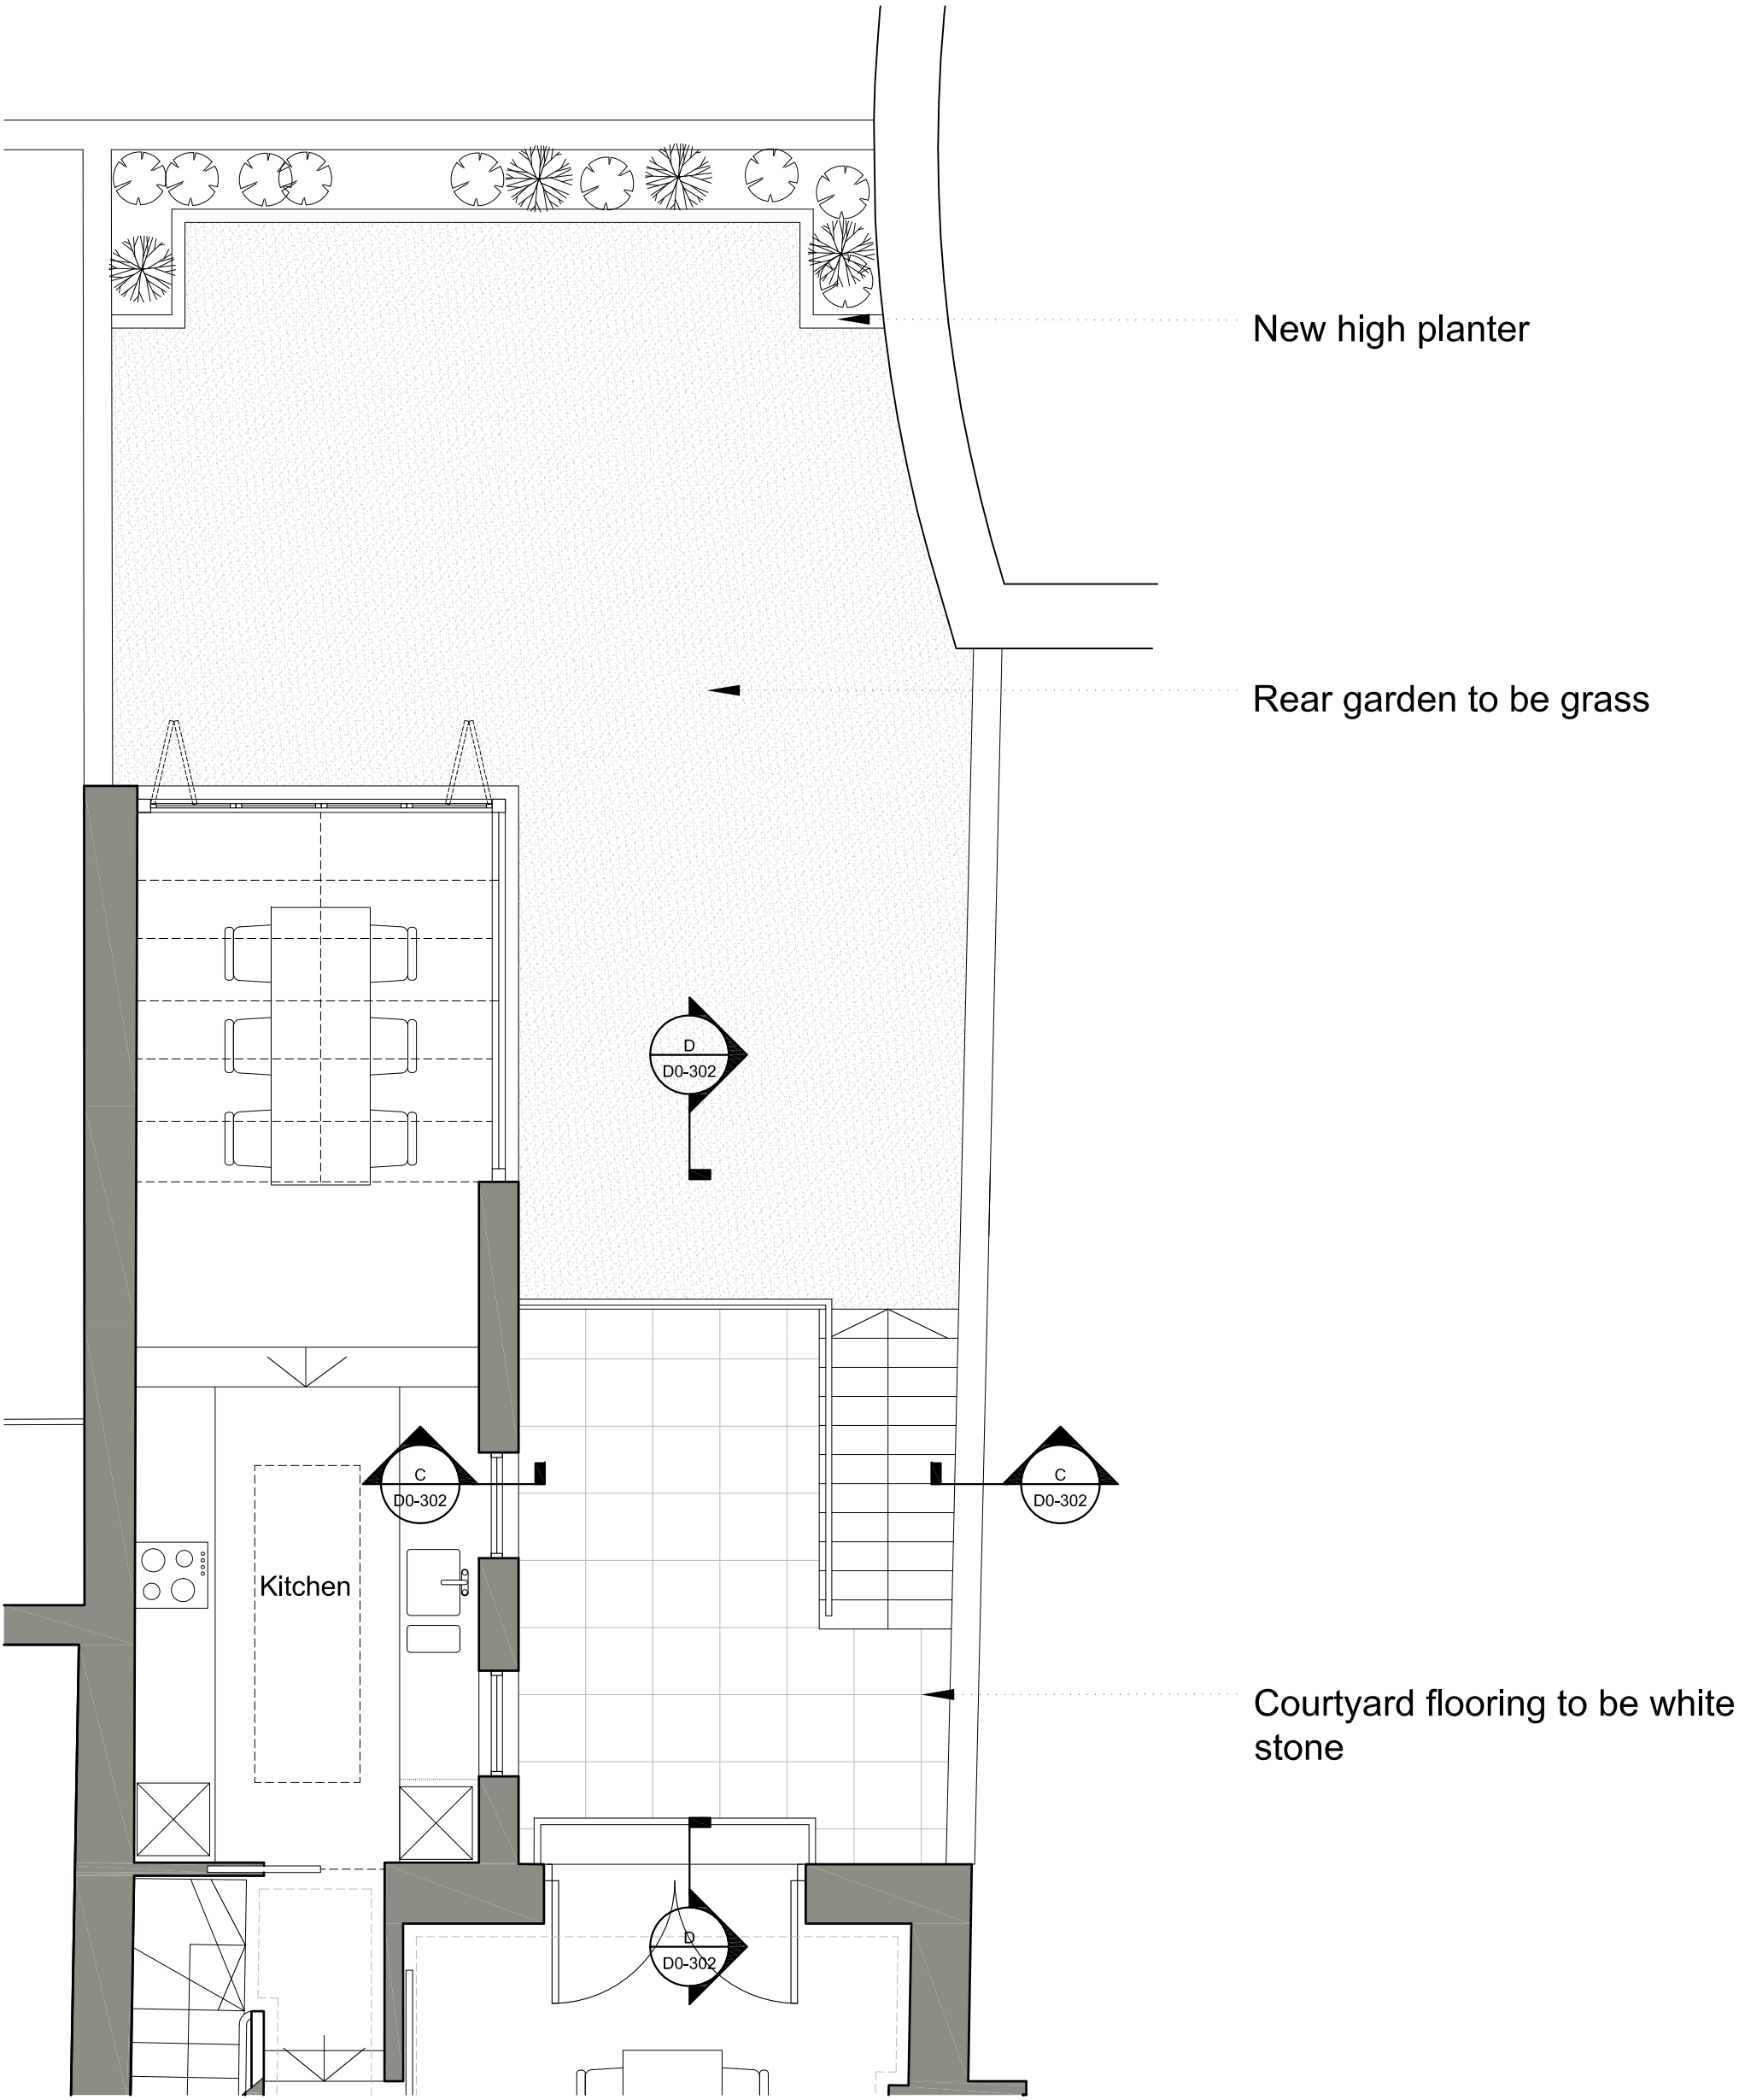 New high planter
Rear garden to be grass
D
D0-302
C
D0-302
C
D0-302
Kitchen
Courtyard flooring to be white
stone
D
D0-302